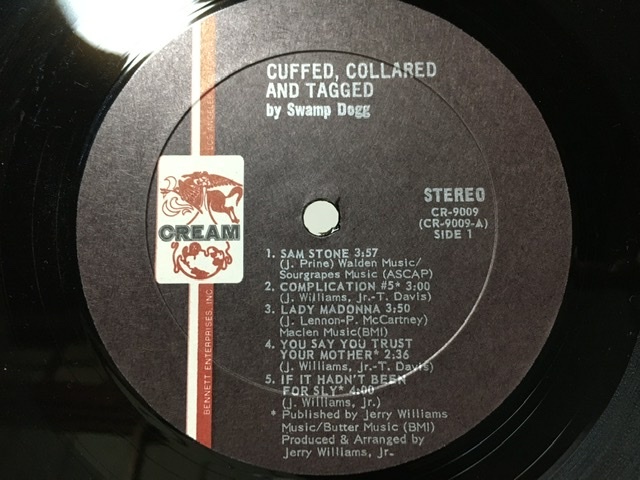 CUFFED, COLLARED
AND TAGGED
by Swamp Dogg
STEREO
CR-9009
(CR-9009-A)
SIDE 1
CREAM
BENNETT ENTERPRISES, INC.
LOS ANGELES
1. SAM STONE 3:57
(J. Prine) Walden Music/
Sourgrapes Music (ASCAP)
2. COMPLICATION #5* 3:00
(J. Williams, Jr.-T. Davis)
3. LADY MADONNA 3:50
(J. Lennon-P. McCartney)
Maclen Music(BMI)
4. YOU SAY YOU TRUST
YOUR MOTHER* 2:36
(J. Williams, Jr.-T. Davis)
5. IF IT HADN'T BEEN
FOR SLY* 4:00
(J. Williams, Jr.)
* Published by Jerry Williams
Music/Butter Music (BMI)
Produced & Arranged by
Jerry Williams, Jr.